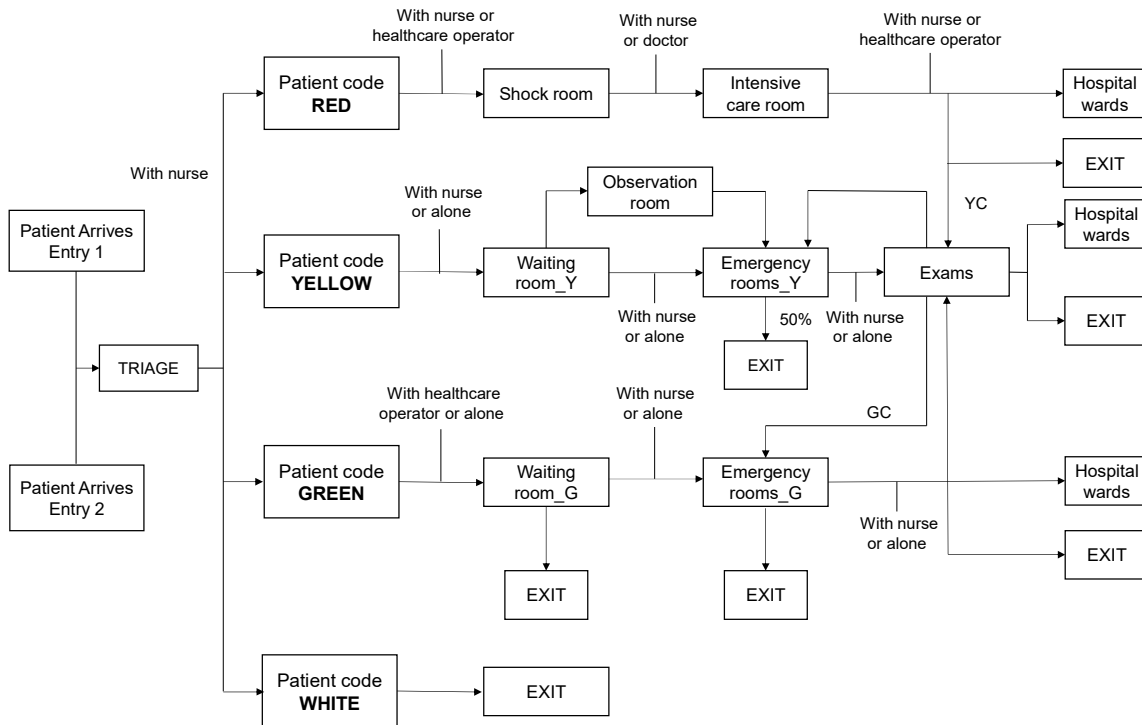 With nurse or
healthcare operator
With nurse
or doctor
With nurse or
healthcare operator
Patient code
RED
Shock room
Intensive
care room
Hospital
wards
EXIT
With nurse
Patient Arrives
Entry 1
With nurse
or alone
Observation
room
YC
Hospital
wards
Patient code
YELLOW
Waiting
room_Y
Emergency
rooms_Y
Exams
With nurse
or alone
50%
With nurse
or alone
EXIT
EXIT
TRIAGE
With healthcare
operator or alone
With nurse
or alone
GC
Patient Arrives
Entry 2
Patient code
GREEN
Waiting
room_G
Emergency
rooms_G
Hospital
wards
With nurse
or alone
EXIT
EXIT
EXIT
Patient code
WHITE
EXIT